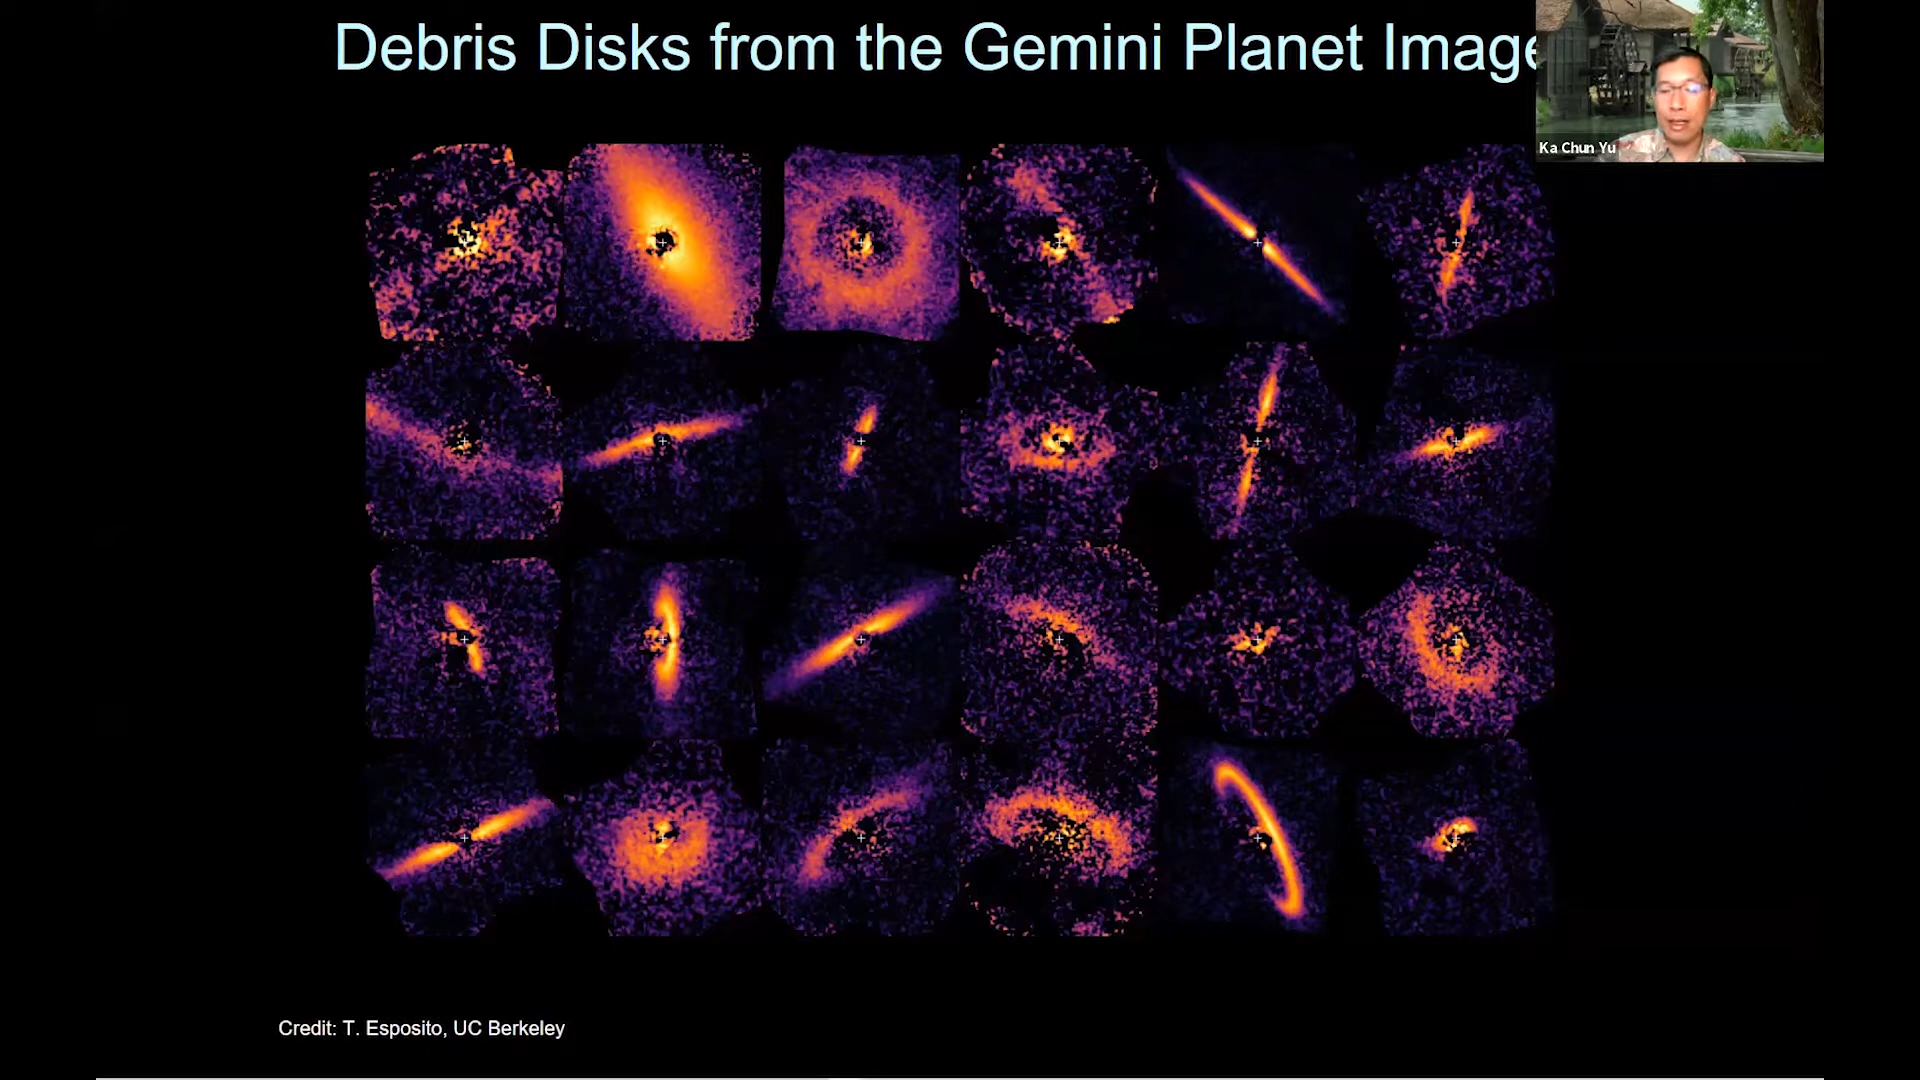 Debris Disks from the Gemini Planet Image
Ka Chun Yu
Credit: T. Esposito, UC Berkeley